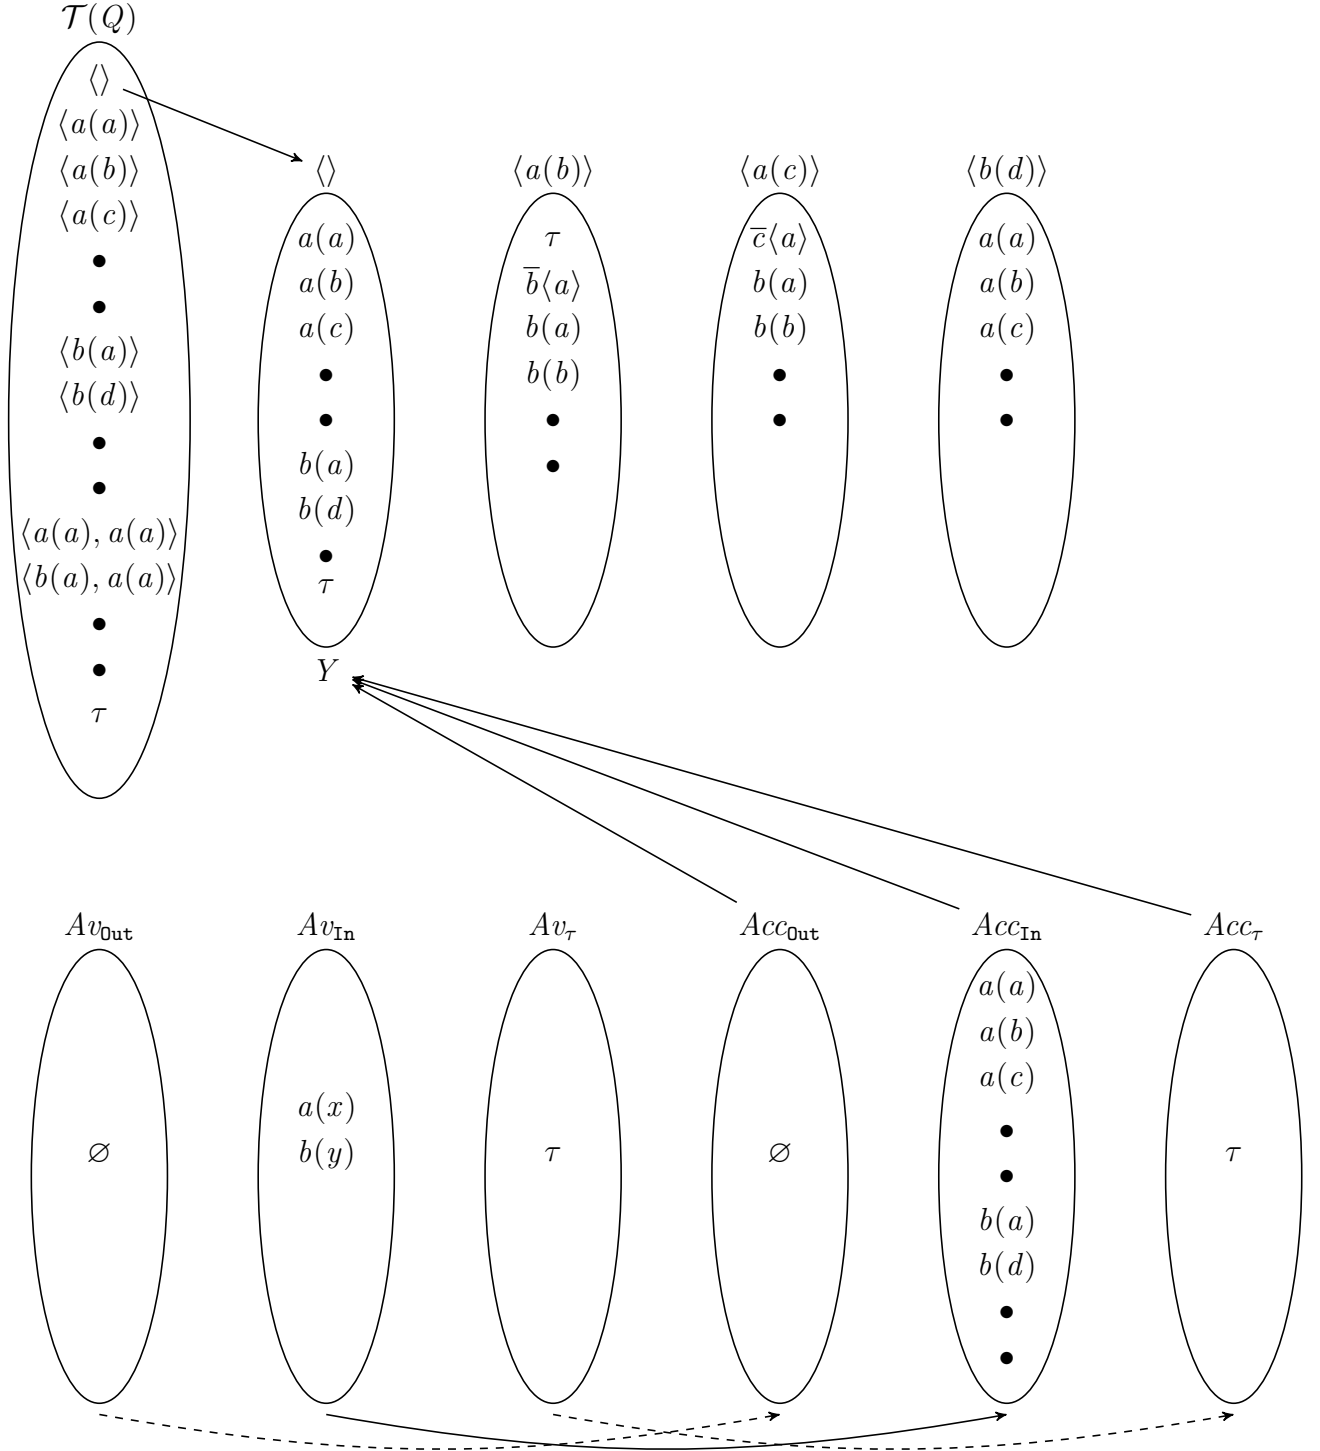 𝒯(Q)
⟨⟩
⟨a(a)⟩
⟨a(b)⟩
⟨a(c)⟩
•
•
⟨b(a)⟩
⟨b(d)⟩
•
•
⟨a(a), a(a)⟩
⟨b(a), a(a)⟩
•
•
τ
⟨⟩
a(a)
a(b)
a(c)
•
•
b(a)
b(d)
•
τ
Y
⟨a(b)⟩
τ
b̅⟨a⟩
b(a)
b(b)
•
•
⟨a(c)⟩
c̅⟨a⟩
b(a)
b(b)
•
•
⟨b(d)⟩
a(a)
a(b)
a(c)
•
•
Av_Out
∅
Av_In
a(x)
b(y)
Av_τ
τ
Acc_Out
∅
Acc_In
a(a)
a(b)
a(c)
•
•
b(a)
b(d)
•
•
Acc_τ
τ